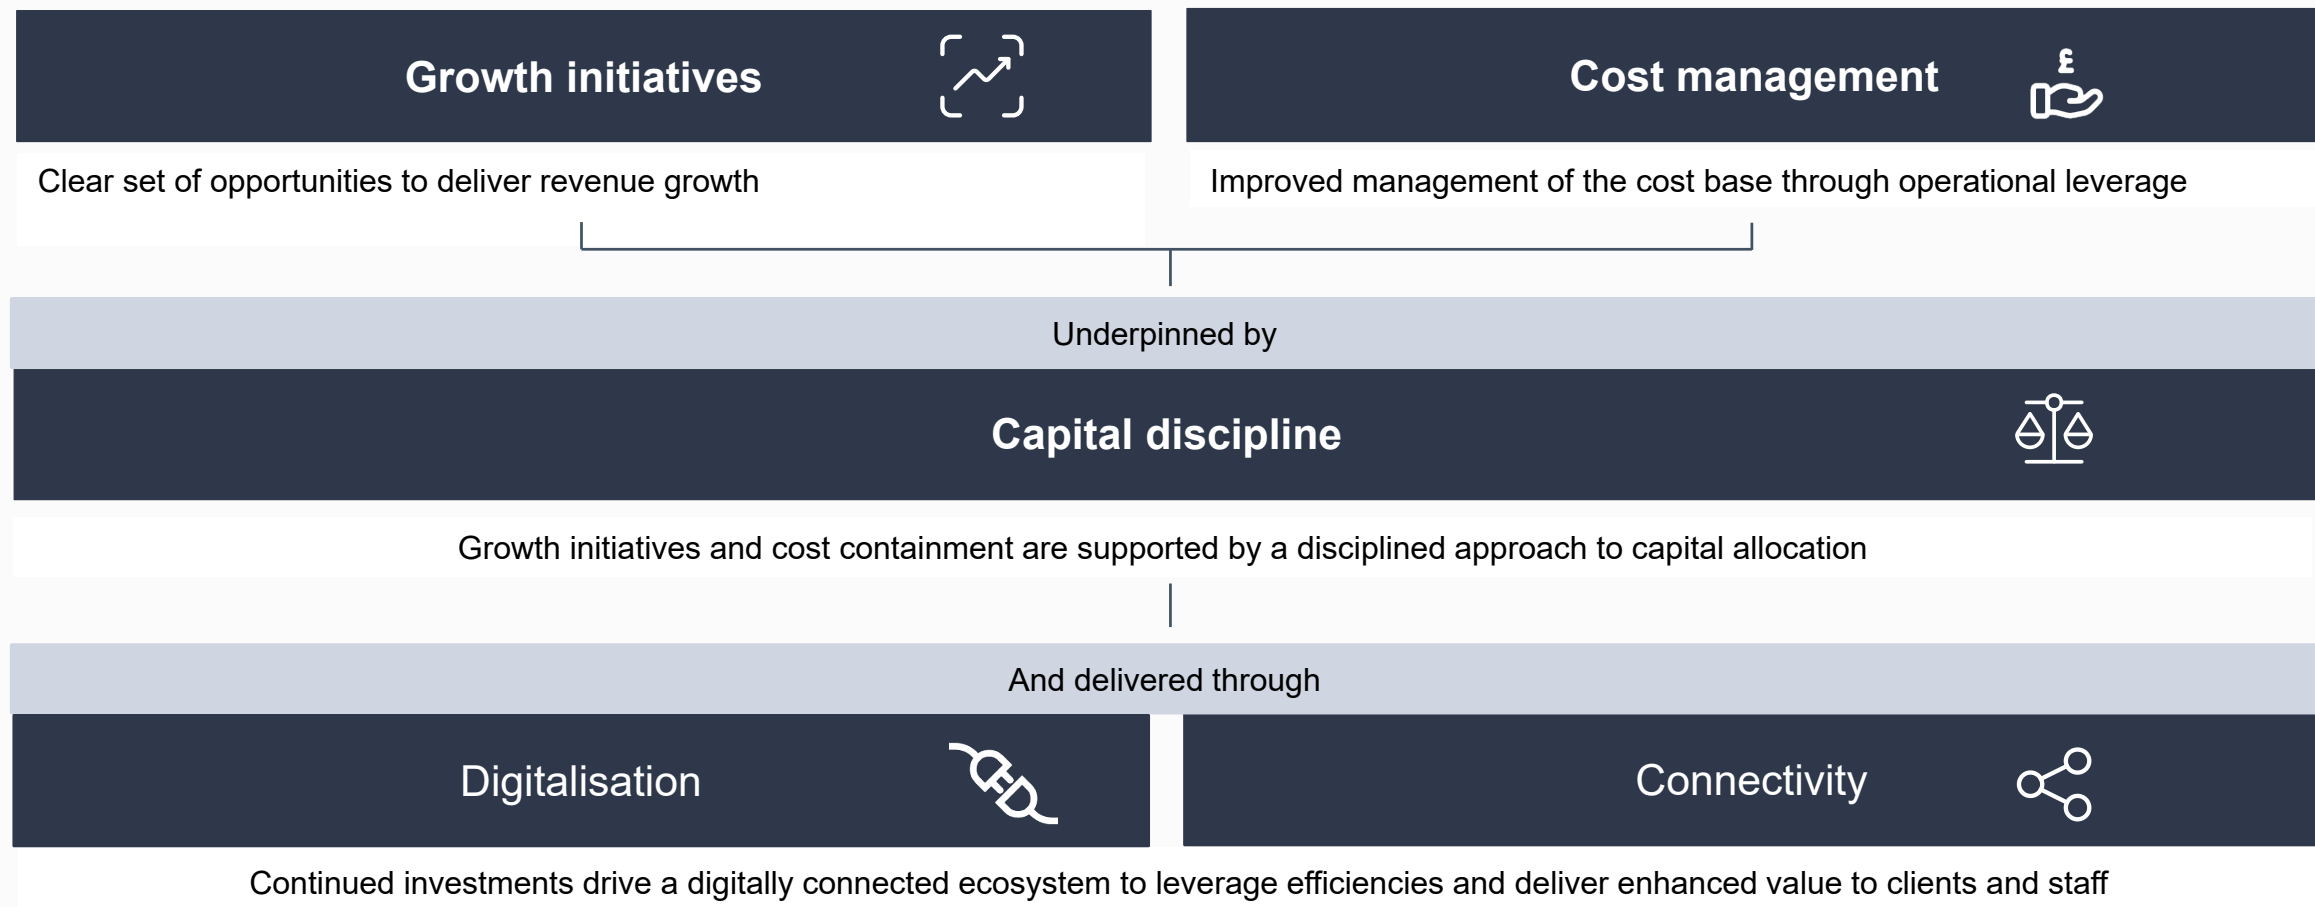 Growth initiatives
Cost management
£
Clear set of opportunities to deliver revenue growth
Improved management of the cost base through operational leverage
Underpinned by
Capital discipline
Growth initiatives and cost containment are supported by a disciplined approach to capital allocation
And delivered through
Digitalisation
Connectivity
Continued investments drive a digitally connected ecosystem to leverage efficiencies and deliver enhanced value to clients and staff